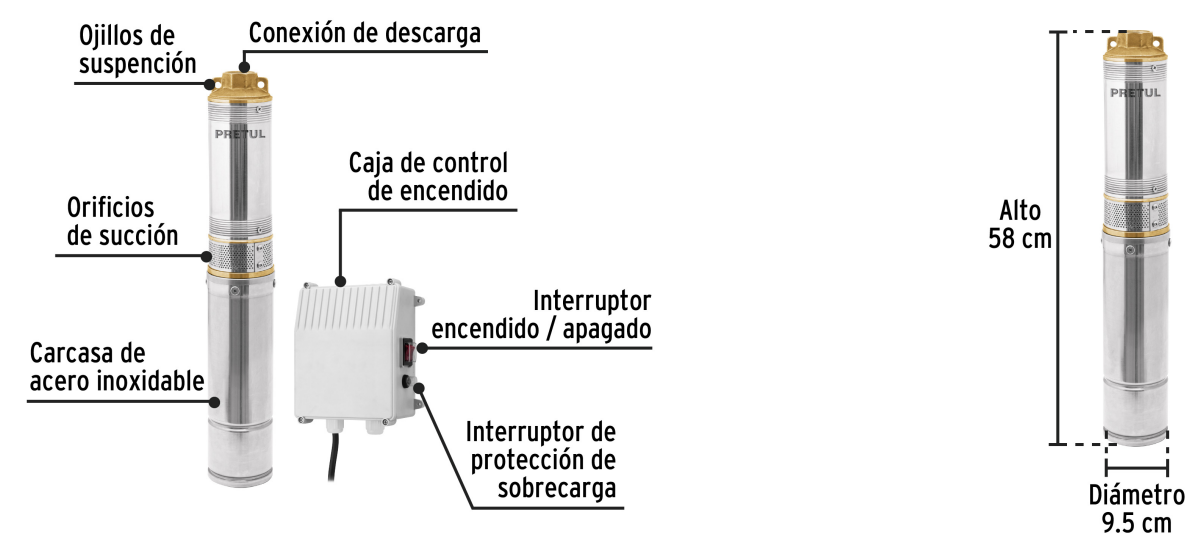 Ojillos de
suspención
Conexión de descarga
PRETUL
Caja de control
de encendido
Orificios
de succión
Interruptor
encendido / apagado
Carcasa de
acero inoxidable
Interruptor de
protección de
sobrecarga
PRETUL
Alto
58 cm
Diámetro
9.5 cm